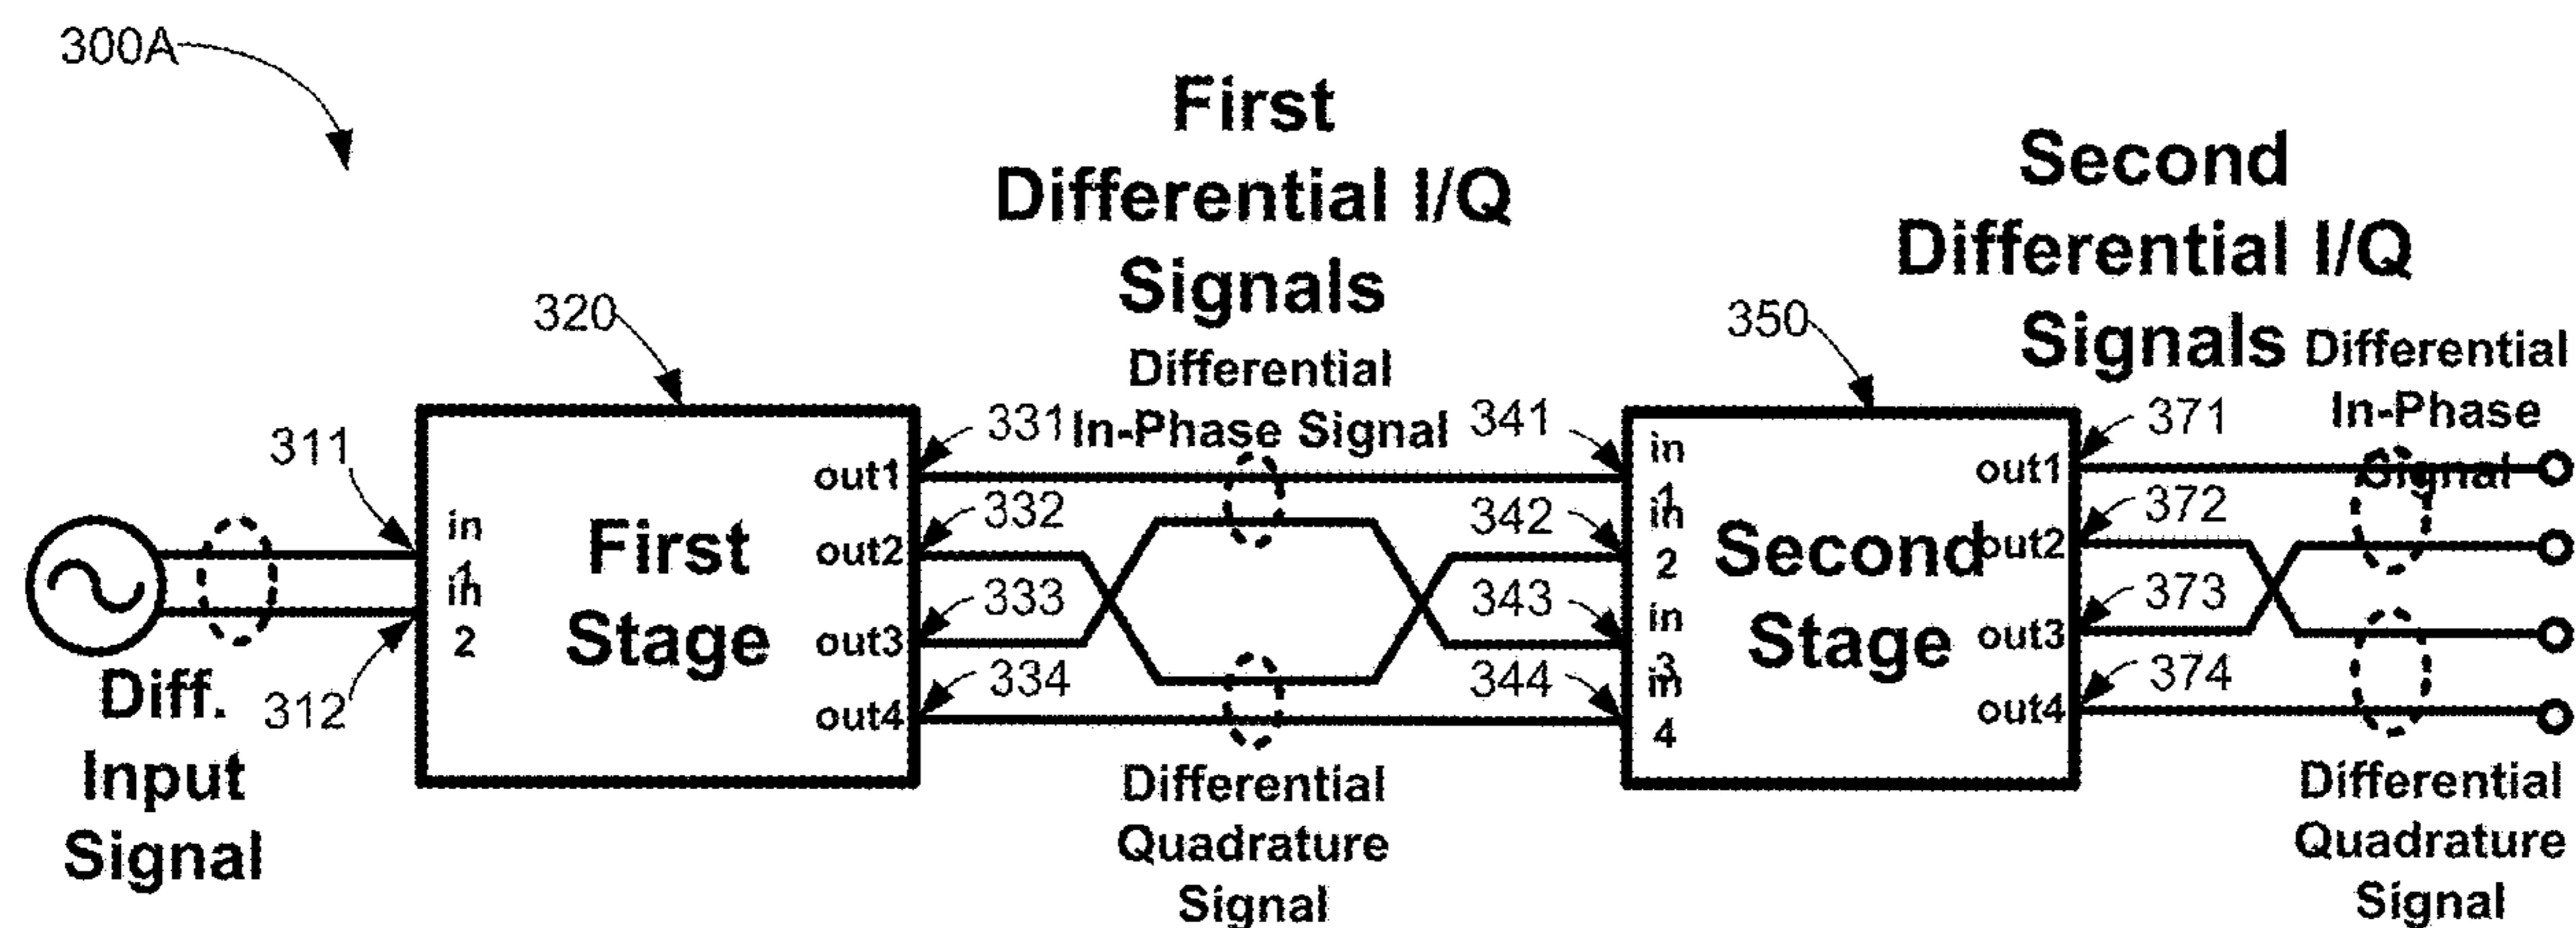 300A
First
Differential I/Q
Signals
Second
Differential I/Q
Signals
320
350
Differential
In-Phase Signal
Differential
In-Phase
Signal
311
312
Diff.
Input
Signal
in
1
in
2
First
Stage
out1
out2
out3
out4
331
332
333
334
341
342
343
344
Differential
Quadrature
Signal
in
1
in
2
in
3
in
4
Second
Stage
out1
out2
out3
out4
371
372
373
374
Differential
Quadrature
Signal